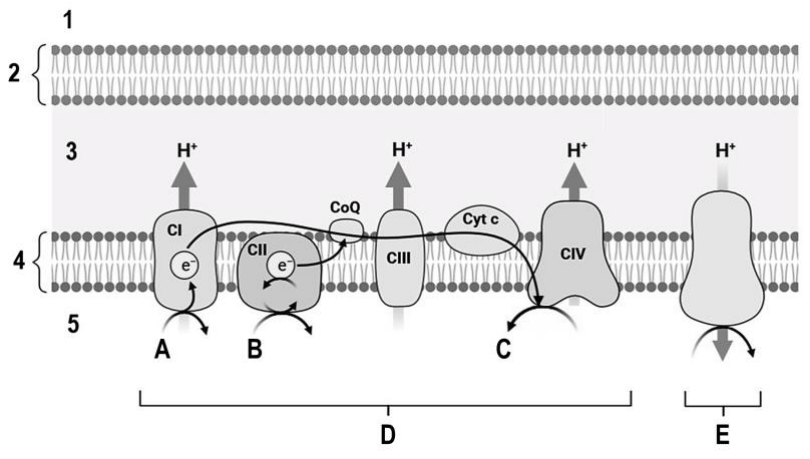 1
2
3
H⁺ H⁺ H⁺ H⁺
CoQ
Cyt c
CI
CII
CIII
CIV
e⁻ e⁻
4
5
A B C
D E